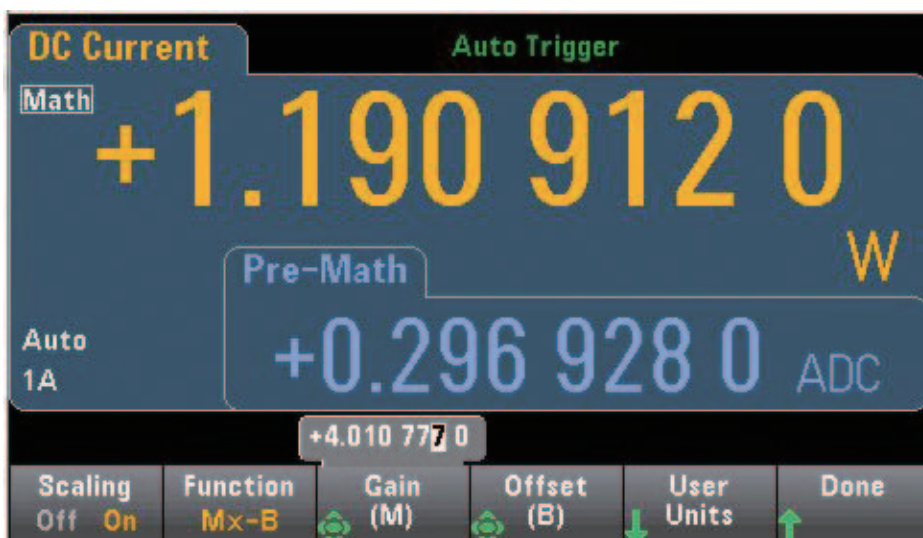 DC Current
Auto Trigger
Math
+1.190 912 0
W
Pre-Math
Auto
1A
+0.296 928 0 ADC
+4.010 777 0
Scaling
Off On
Function
Mx-B
Gain
(M)
Offset
(B)
User
Units
Done